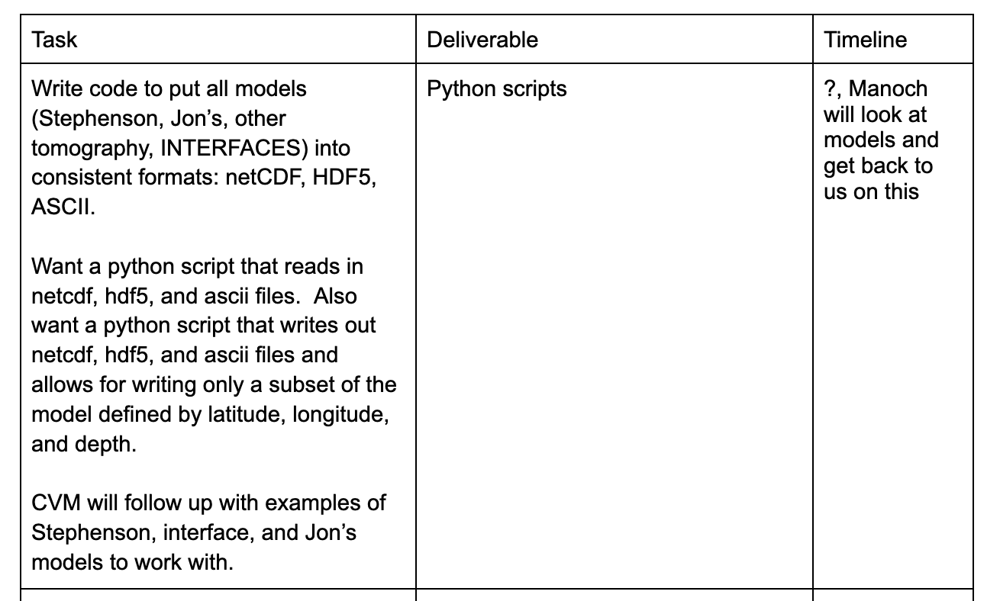 Task
Deliverable
Timeline
Write code to put all models
(Stephenson, Jon’s, other
tomography, INTERFACES) into
consistent formats: netCDF, HDF5,
ASCII.
Want a python script that reads in
netcdf, hdf5, and ascii files.  Also
want a python script that writes out
netcdf, hdf5, and ascii files and
allows for writing only a subset of the
model defined by latitude, longitude,
and depth.
CVM will follow up with examples of
Stephenson, interface, and Jon’s
models to work with.
Python scripts
?, Manoch
will look at
models and
get back to
us on this